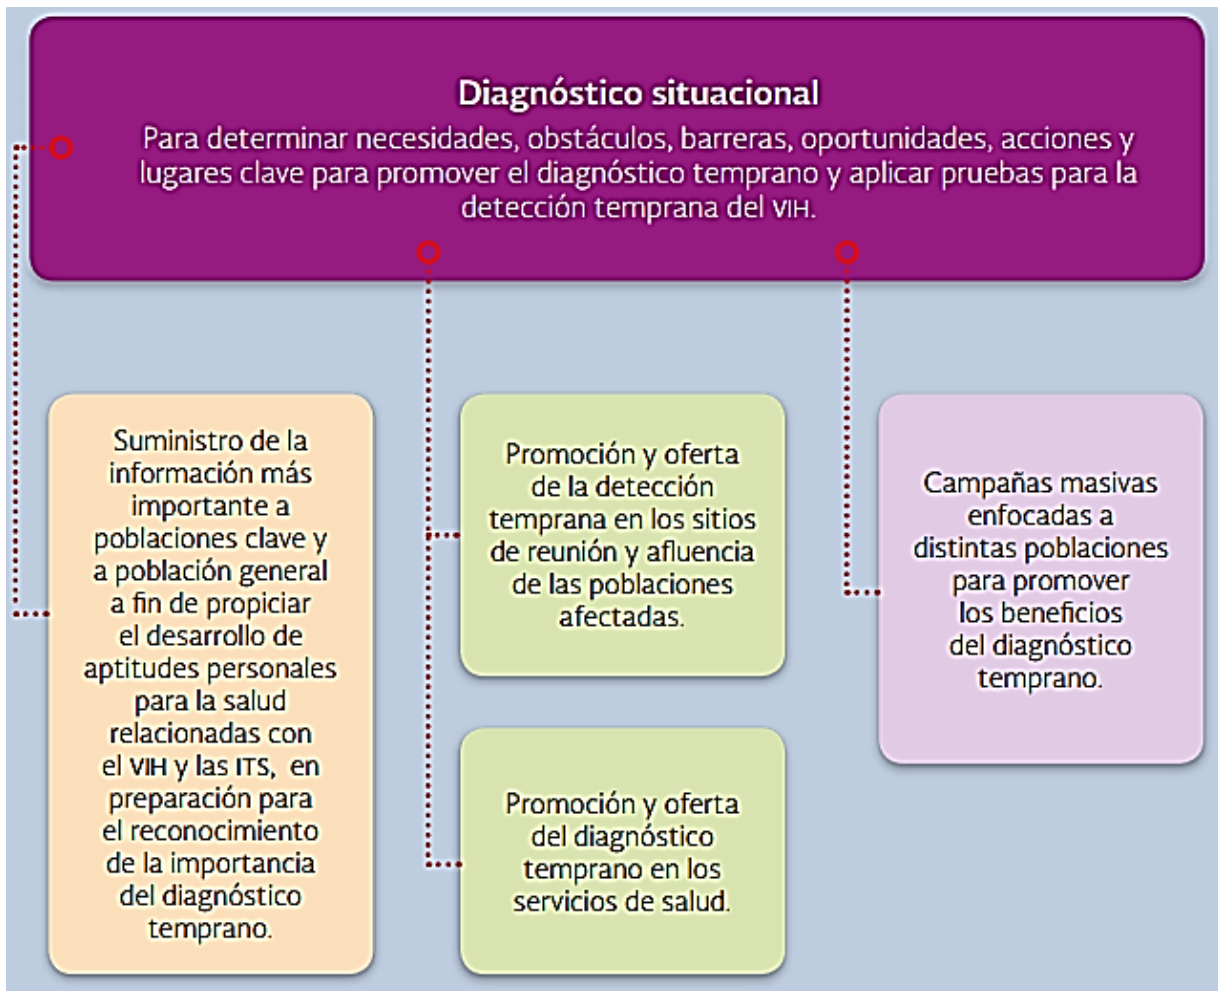 Diagnóstico situacional
Para determinar necesidades, obstáculos, barreras, oportunidades, acciones y
lugares clave para promover el diagnóstico temprano y aplicar pruebas para la
detección temprana del VIH.
Suministro de la
información más
importante a
poblaciones clave y
a población general
a fin de propiciar
el desarrollo de
aptitudes personales
para la salud
relacionadas con
el VIH y las ITS, en
preparación para
el reconocimiento
de la importancia
del diagnóstico
temprano.
Promoción y oferta
de la detección
temprana en los sitios
de reunión y afluencia
de las poblaciones
afectadas.
Promoción y oferta
del diagnóstico
temprano en los
servicios de salud.
Campañas masivas
enfocadas a
distintas poblaciones
para promover
los beneficios
del diagnóstico
temprano.